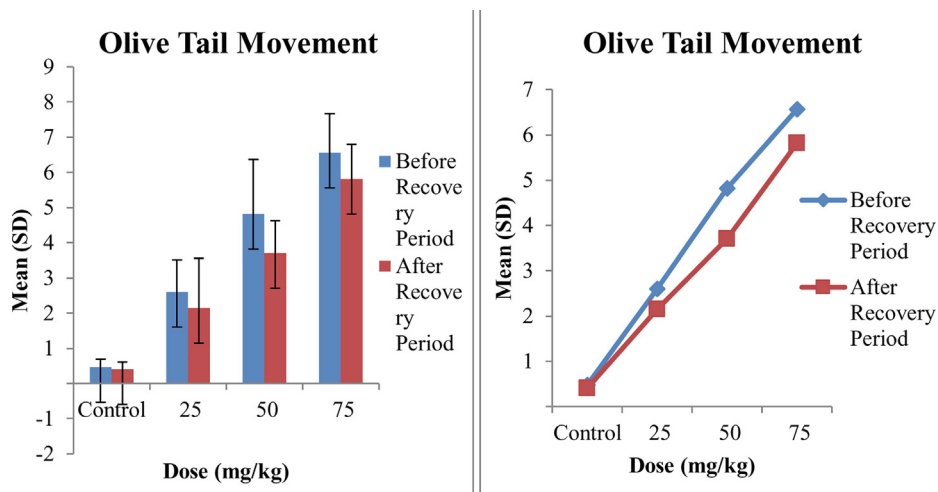 Olive Tail Movement
9
8
7
6
5
4
3
2
1
-1
-2
Mean (SD)
Control 25 50 75
Dose (mg/kg)
Before
Recove
ry
Period
After
Recove
ry
Period
Olive Tail Movement
7
6
5
4
3
2
1
Mean (SD)
Control 25 50 75
Dose (mg/kg)
Before
Recovery
Period
After
Recovery
Period